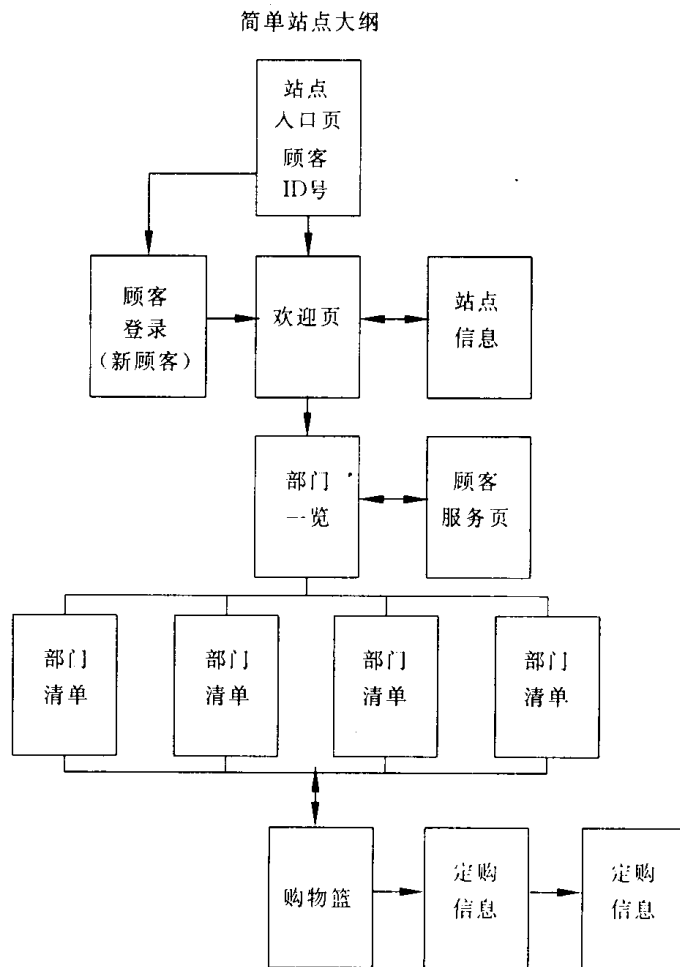 简单站点大纲
站点
入口页
顾客
ID号
顾客
登录
(新顾客)
欢迎页
站点
信息
部门
一览
顾客
服务页
部门
清单
部门
清单
部门
清单
部门
清单
购物篮
定购
信息
定购
信息